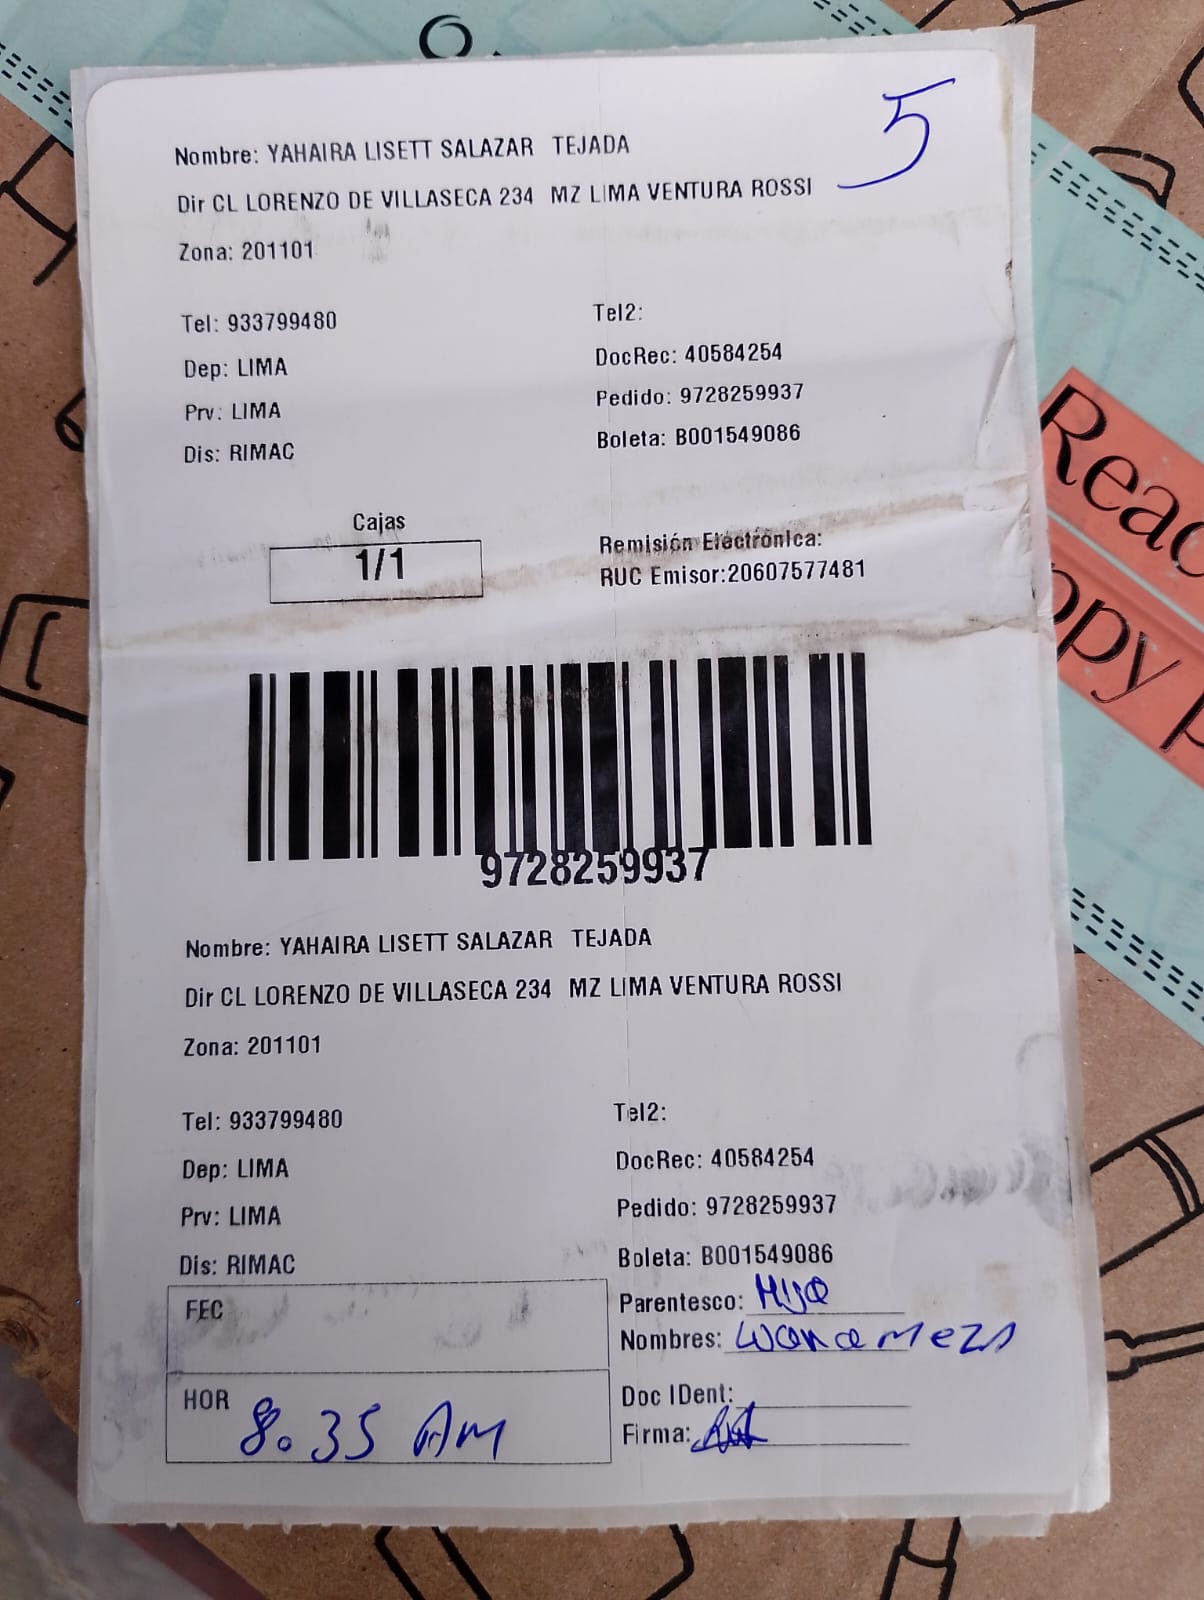 5
Nombre: YAHAIRA LISETT SALAZAR TEJADA
Dir CL LORENZO DE VILLASECA 234 MZ LIMA VENTURA ROSSI
Zona: 201101
Tel: 933799480
Tel2:
Dep: LIMA
DocRec: 40584254
Prv: LIMA
Pedido: 9728259937
Dis: RIMAC
Boleta: B001549086
Cajas
1/1
Remisión Electrónica:
RUC Emisor:20607577481
9728259937
Nombre: YAHAIRA LISETT SALAZAR TEJADA
Dir CL LORENZO DE VILLASECA 234 MZ LIMA VENTURA ROSSI
Zona: 201101
Tel: 933799480
Tel2:
Dep: LIMA
DocRec: 40584254
Prv: LIMA
Pedido: 9728259937
Dis: RIMAC
Boleta: B001549086
FEC
Parentesco: Hija
Nombres:
HOR 8.35 AM
Doc IDent:
Firma: